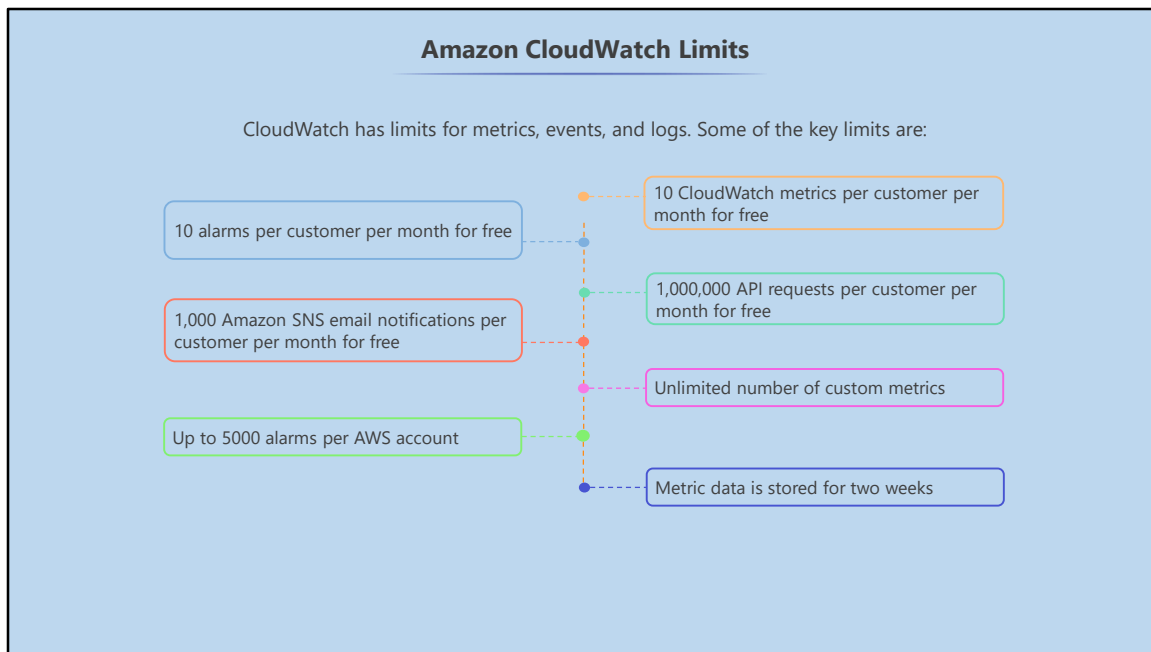 Amazon CloudWatch Limits
CloudWatch has limits for metrics, events, and logs. Some of the key limits are:
10 CloudWatch metrics per customer per
month for free
10 alarms per customer per month for free
1,000,000 API requests per customer per
month for free
1,000 Amazon SNS email notifications per
customer per month for free
Unlimited number of custom metrics
Up to 5000 alarms per AWS account
Metric data is stored for two weeks